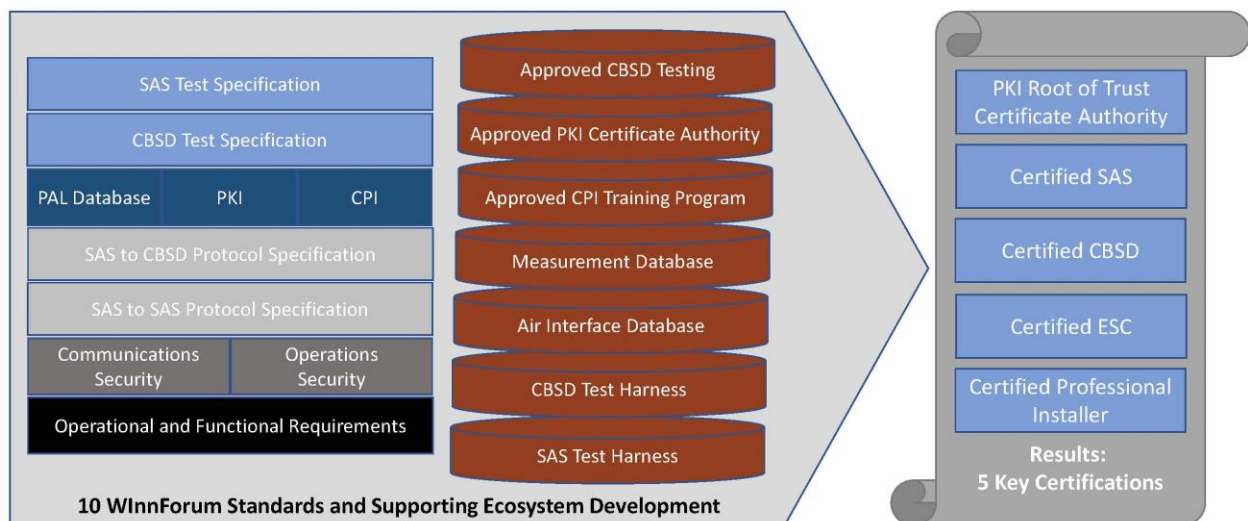 SAS Test Specification
CBSD Test Specification
PAL Database
PKI
CPI
SAS to CBSD Protocol Specification
SAS to SAS Protocol Specification
Communications
Security
Operations
Security
Operational and Functional Requirements
Approved CBSD Testing
Approved PKI Certificate Authority
Approved CPI Training Program
Measurement Database
Air Interface Database
CBSD Test Harness
SAS Test Harness
10 WInnForum Standards and Supporting Ecosystem Development
PKI Root of Trust
Certificate Authority
Certified SAS
Certified CBSD
Certified ESC
Certified Professional
Installer
Results:
5 Key Certifications